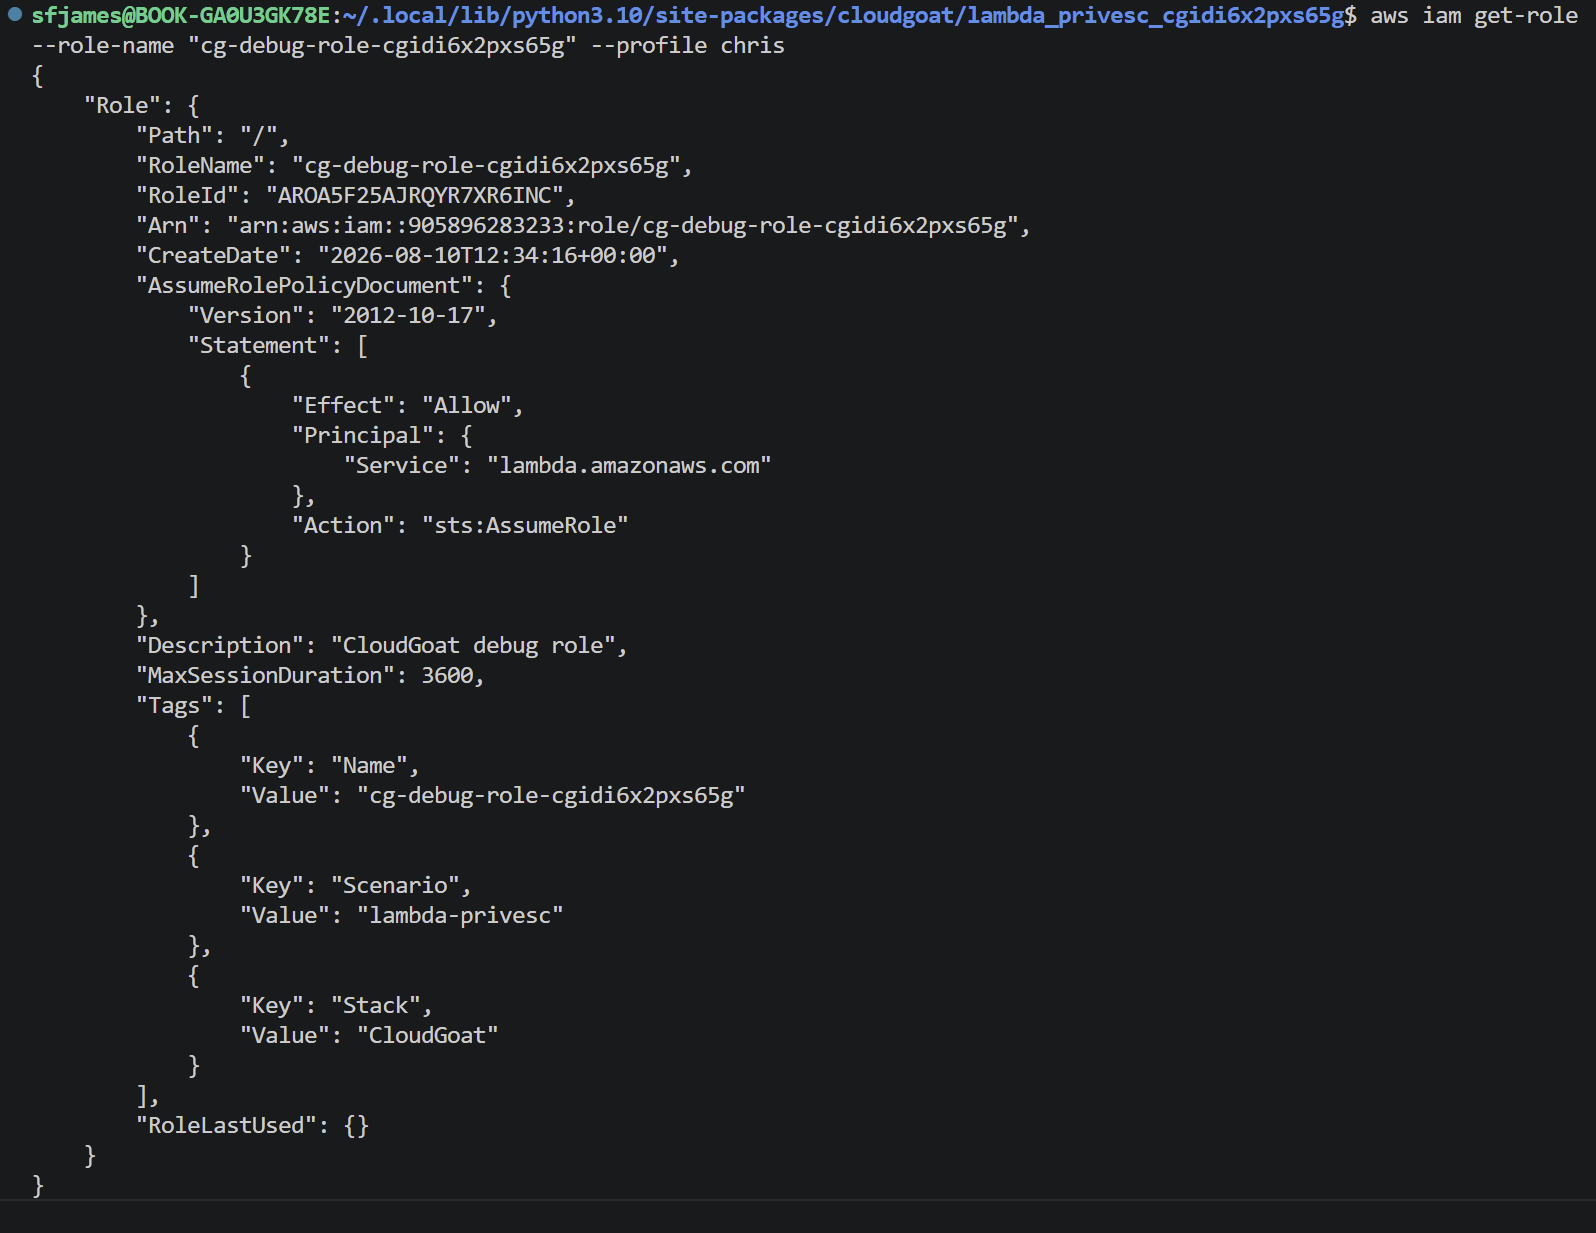 sfjames@BOOK-GA0U3GK78E:~/.local/lib/python3.10/site-packages/cloudgoat/lambda_privesc_cgidi6x2pxs65g$ aws iam get-role
--role-name "cg-debug-role-cgidi6x2pxs65g" --profile chris
{
    "Role": {
        "Path": "/",
        "RoleName": "cg-debug-role-cgidi6x2pxs65g",
        "RoleId": "AROA5F25AJRQYR7XR6INC",
        "Arn": "arn:aws:iam::905896283233:role/cg-debug-role-cgidi6x2pxs65g",
        "CreateDate": "2026-08-10T12:34:16+00:00",
        "AssumeRolePolicyDocument": {
            "Version": "2012-10-17",
            "Statement": [
                {
                    "Effect": "Allow",
                    "Principal": {
                        "Service": "lambda.amazonaws.com"
                    },
                    "Action": "sts:AssumeRole"
                }
            ]
        },
        "Description": "CloudGoat debug role",
        "MaxSessionDuration": 3600,
        "Tags": [
            {
                "Key": "Name",
                "Value": "cg-debug-role-cgidi6x2pxs65g"
            },
            {
                "Key": "Scenario",
                "Value": "lambda-privesc"
            },
            {
                "Key": "Stack",
                "Value": "CloudGoat"
            }
        ],
        "RoleLastUsed": {}
    }
}